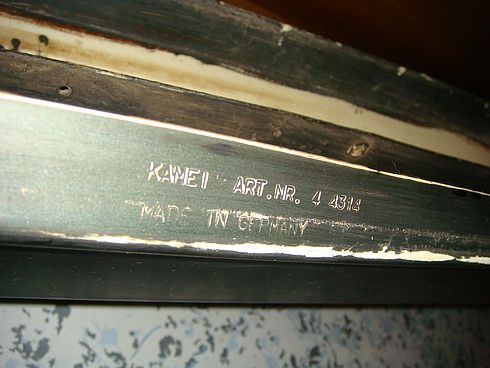 KAMEI ART.NR. 4 4314
MADE IN GERMANY